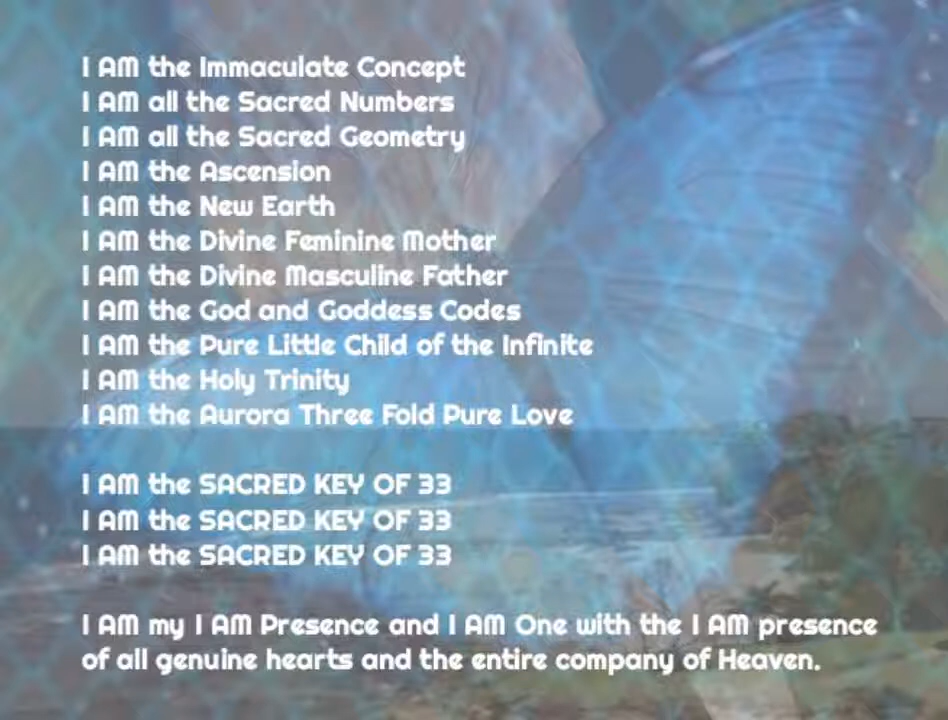 I AM the Immaculate Concept
I AM all the Sacred Numbers
I AM all the Sacred Geometry
I AM the Ascension
I AM the New Earth
I AM the Divine Feminine Mother
I AM the Divine Masculine Father
I AM the God and Goddess Codes
I AM the Pure Little Child of the Infinite
I AM the Holy Trinity
I AM the Aurora Three Fold Pure Love
I AM the SACRED KEY OF 33
I AM the SACRED KEY OF 33
I AM the SACRED KEY OF 33
I AM my I AM Presence and I AM One with the I AM presence
of all genuine hearts and the entire company of Heaven.